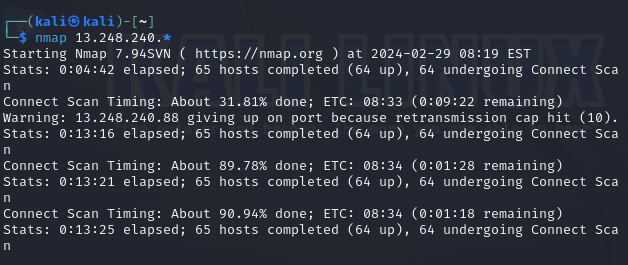 ┌──(kali㉿kali)-[~]
└─$ nmap 13.248.240.*
Starting Nmap 7.94SVN ( https://nmap.org ) at 2024-02-29 08:19 EST
Stats: 0:04:42 elapsed; 65 hosts completed (64 up), 64 undergoing Connect Sca
n
Connect Scan Timing: About 31.81% done; ETC: 08:33 (0:09:22 remaining)
Warning: 13.248.240.88 giving up on port because retransmission cap hit (10).
Stats: 0:13:16 elapsed; 65 hosts completed (64 up), 64 undergoing Connect Sca
n
Connect Scan Timing: About 89.78% done; ETC: 08:34 (0:01:28 remaining)
Stats: 0:13:21 elapsed; 65 hosts completed (64 up), 64 undergoing Connect Sca
n
Connect Scan Timing: About 90.94% done; ETC: 08:34 (0:01:18 remaining)
Stats: 0:13:25 elapsed; 65 hosts completed (64 up), 64 undergoing Connect Sca
n
KALI LINUX